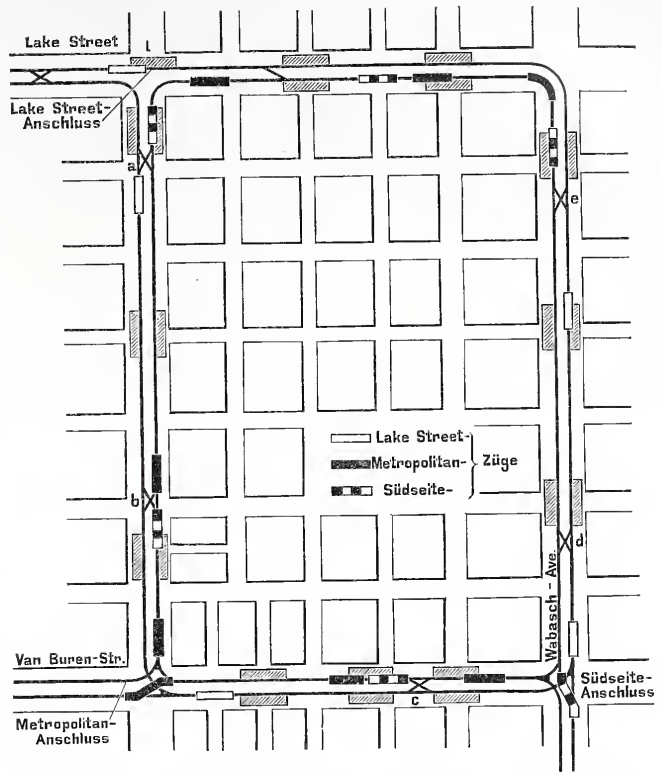 Lake Street
l
Lake Street-
Anschluss
a
e
Lake Street-
Metropolitan-
Südseite-
Züge
b
d
Wabasch-Ave.
Van Buren-Str.
Metropolitan-
Anschluss
c
Südseite-
Anschluss